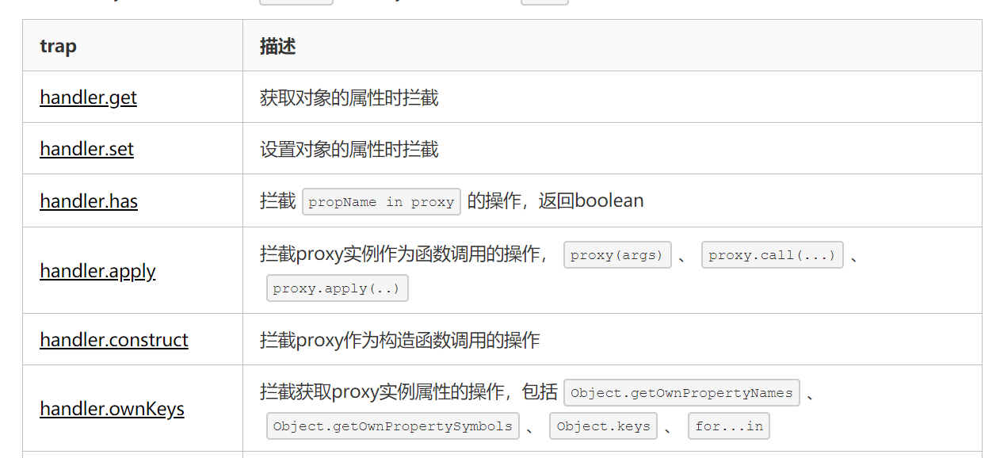 trap 描述
handler.get 获取对象的属性时拦截
handler.set 设置对象的属性时拦截
handler.has 拦截 propName in proxy 的操作，返回boolean
handler.apply 拦截proxy实例作为函数调用的操作， proxy(args) 、 proxy.call(...) 、
proxy.apply(..)
handler.construct 拦截proxy作为构造函数调用的操作
handler.ownKeys 拦截获取proxy实例属性的操作，包括 Object.getOwnPropertyNames 、
Object.getOwnPropertySymbols 、 Object.keys 、 for...in